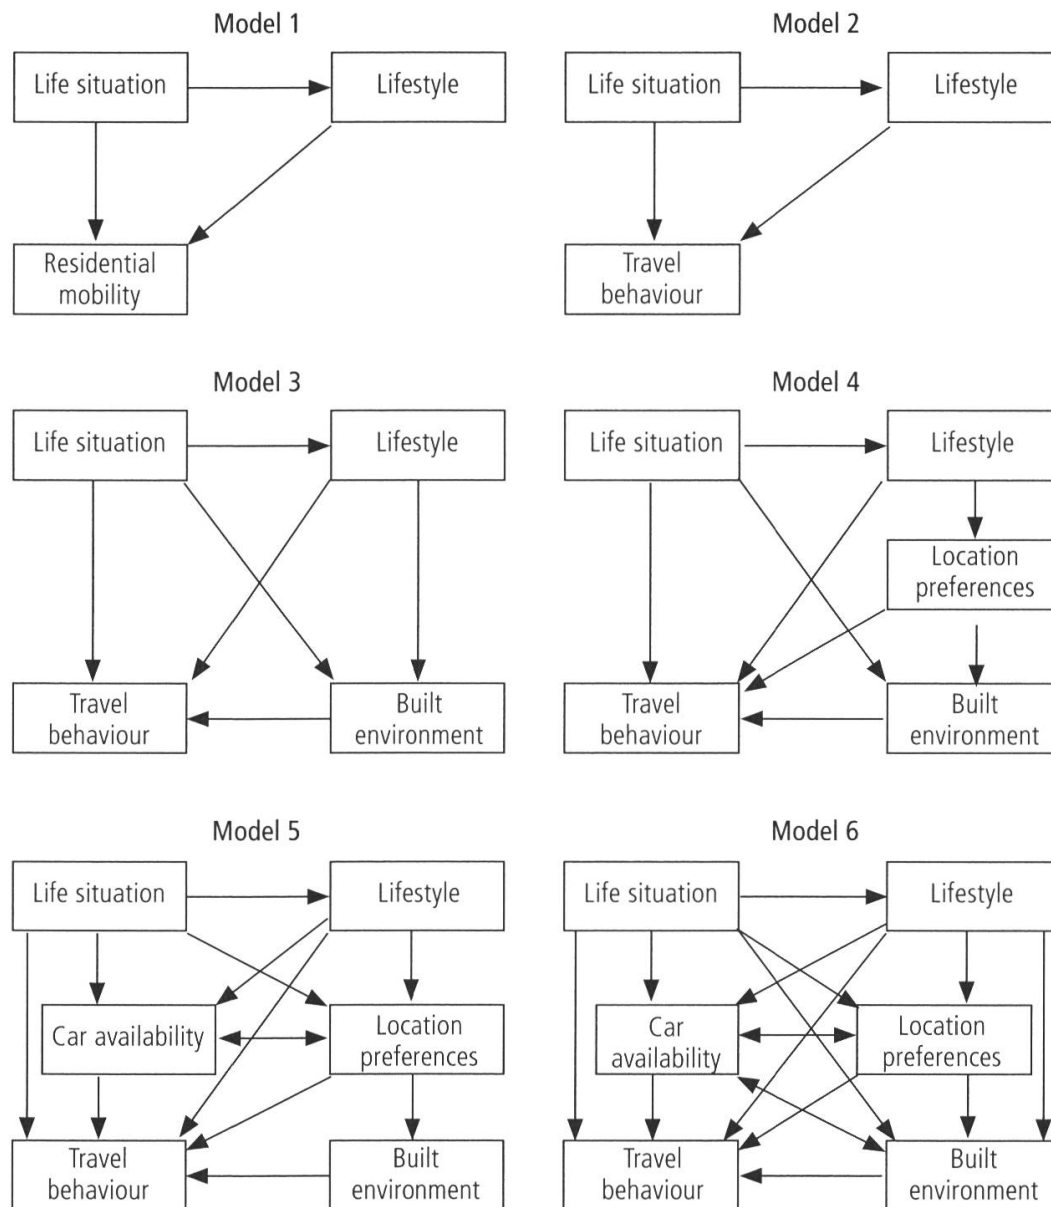 Model 1
Life situation
Lifestyle
Residential
mobility
Model 2
Life situation
Lifestyle
Travel
behaviour
Model 3
Life situation
Lifestyle
Travel
behaviour
Built
environment
Model 4
Life situation
Lifestyle
Location
preferences
Travel
behaviour
Built
environment
Model 5
Life situation
Lifestyle
Car availability
Location
preferences
Travel
behaviour
Built
environment
Model 6
Life situation
Lifestyle
Car
availability
Location
preferences
Travel
behaviour
Built
environment